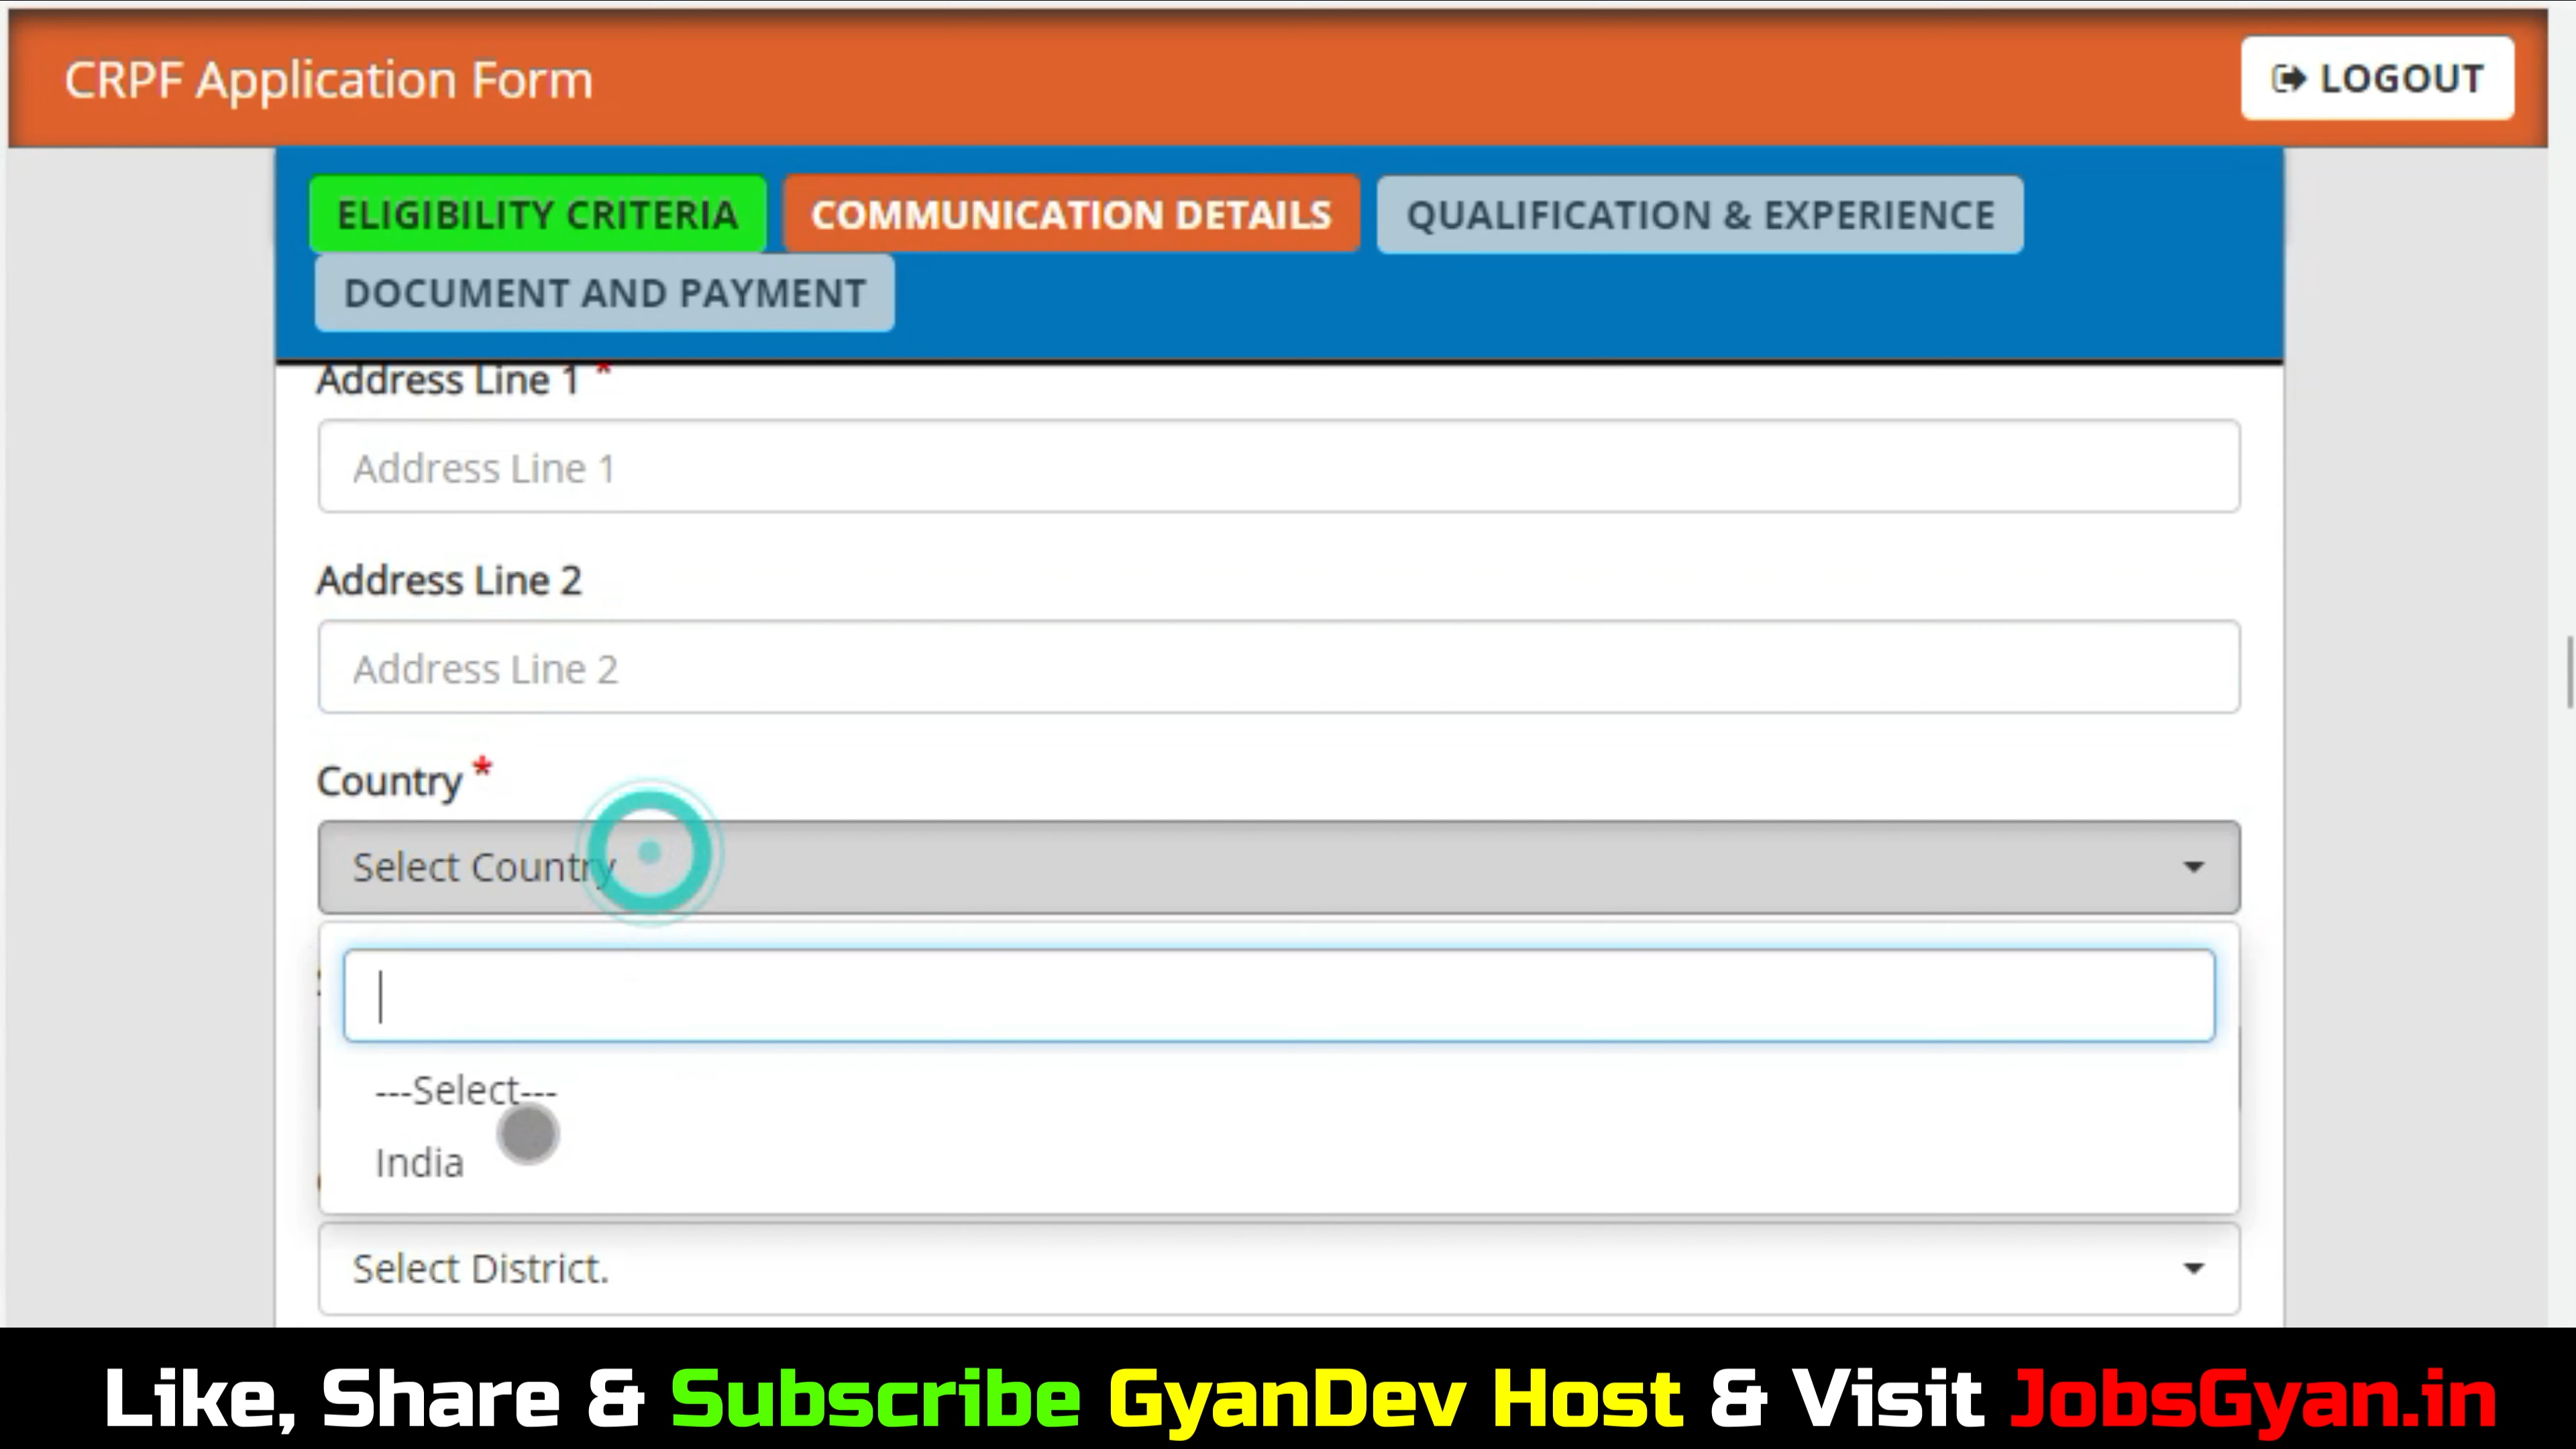 CRPF Application Form
LOGOUT
ELIGIBILITY CRITERIA
COMMUNICATION DETAILS
QUALIFICATION & EXPERIENCE
DOCUMENT AND PAYMENT
Address Line 1 *
Address Line 1
Address Line 2
Address Line 2
Country *
Select Country
---Select---
India
Select District.
Like, Share & Subscribe GyanDev Host & Visit JobsGyan.in